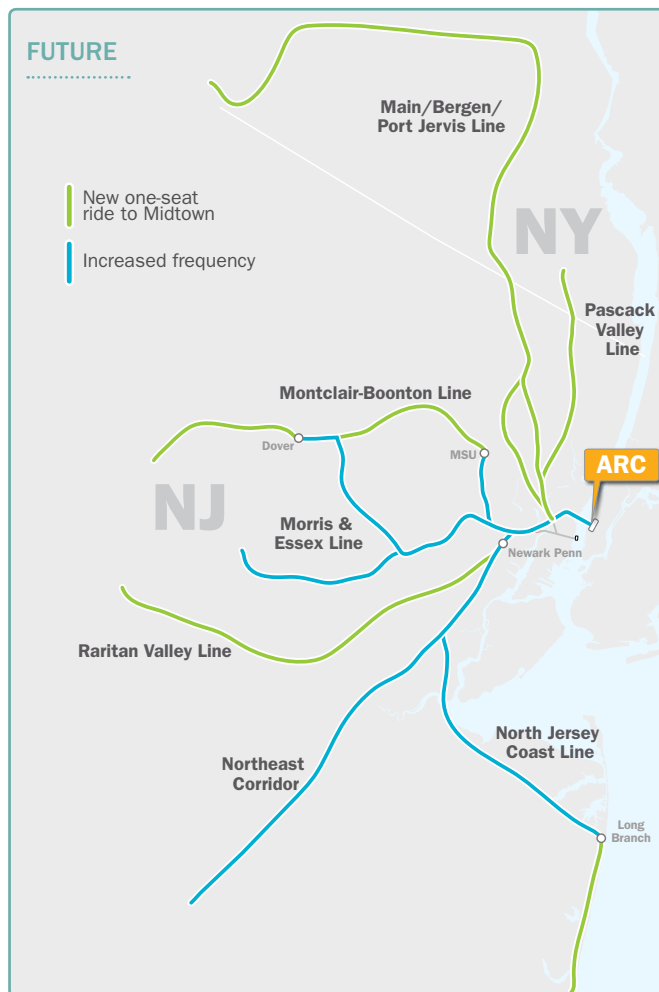 FUTURE
Main/Bergen/
Port Jervis Line
New one-seat
ride to Midtown
Increased frequency
NY
Pascack
Valley
Line
Montclair-Boonton Line
Dover
MSU
ARC
NJ
Morris &
Essex Line
Newark Penn
Raritan Valley Line
North Jersey
Coast Line
Northeast
Corridor
Long
Branch